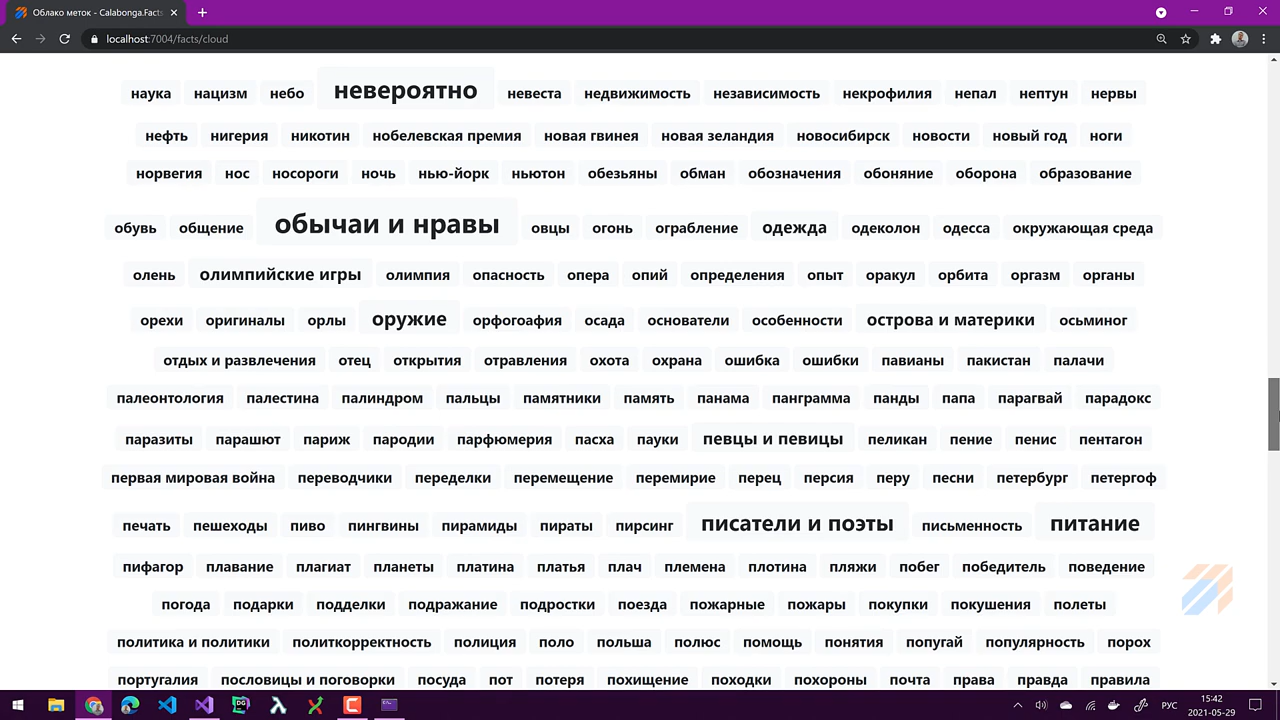 Облако меток - Calabonga.Facts
localhost:7004/facts/cloud
наука нацизм небо невероятно невеста недвижимость независимость некрофилия непал нептун нервы
нефть нигерия никотин нобелевская премия новая гвинея новая зеландия новосибирск новости новый год ноги
норвегия нос носороги ночь нью-йорк ньютон обезьяны обман обозначения обоняние оборона образование
обувь общение обычаи и нравы овцы огонь ограбление одежда одеколон одесса окружающая среда
олень олимпийские игры олимпия опасность опера опий определения опыт оракул орбита оргазм органы
орехи оригиналы орлы оружие орфогоафия осада основатели особенности острова и материки осьминог
отдых и развлечения отец открытия отравления охота охрана ошибка ошибки павианы пакистан палачи
палеонтология палестина палиндром пальцы памятники память панама панграмма панды папа парагвай парадокс
паразиты парашют париж пародии парфюмерия пасха пауки певцы и певицы пеликан пение пенис пентагон
первая мировая война переводчики переделки перемещение перемирие перец персия перу песни петербург петергоф
печать пешеходы пиво пингвины пирамиды пираты пирсинг писатели и поэты письменность питание
пифагор плавание плагиат планеты платина платья плач племена плотина пляжи побег победитель поведение
погода подарки подделки подражание подростки поезда пожарные пожары покупки покушения полеты
политика и политики политкорректность полиция поло польша полюс помощь понятия попугай популярность порох
португалия пословицы и поговорки посуда пот потеря похищение походки похороны почта права правда правила
РУС
15:42
2021-05-29